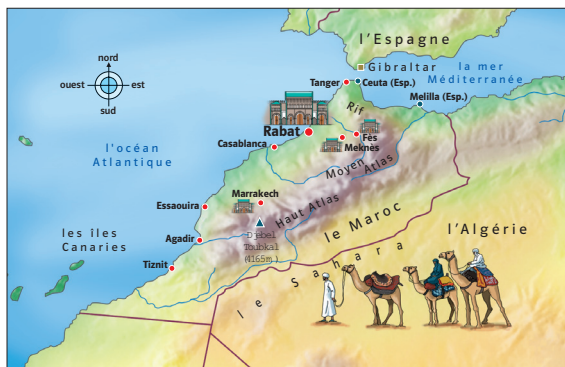 nord
ouest
est
sud
l'Espagne
Gibraltar
Tanger
Ceuta (Esp.)
la mer
Méditerranée
Melilla (Esp.)
Rif
Rabat
Fès
Meknès
Casablanca
l'océan
Atlantique
Moyen
Atlas
Marrakech
Essaouira
Haut Atlas
le Maroc
l'Algérie
les îles
Canaries
Agadir
Djebel
Toubkal
(4165m.)
Tiznit
le Sahara